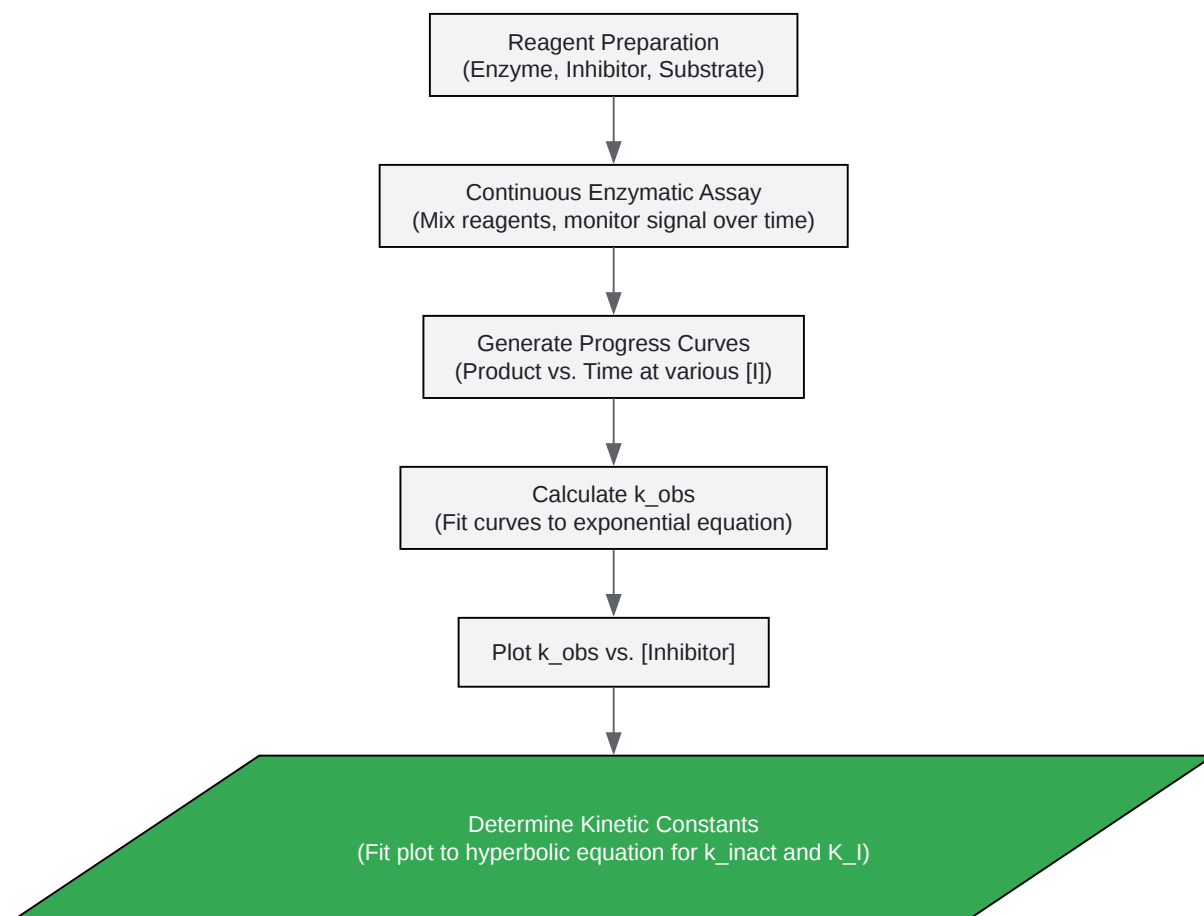 Reagent Preparation
(Enzyme, Inhibitor, Substrate)
Continuous Enzymatic Assay
(Mix reagents, monitor signal over time)
Generate Progress Curves
(Product vs. Time at various [I])
Calculate k_obs
(Fit curves to exponential equation)
Plot k_obs vs. [Inhibitor]
Determine Kinetic Constants
(Fit plot to hyperbolic equation for k_inact and K_I)